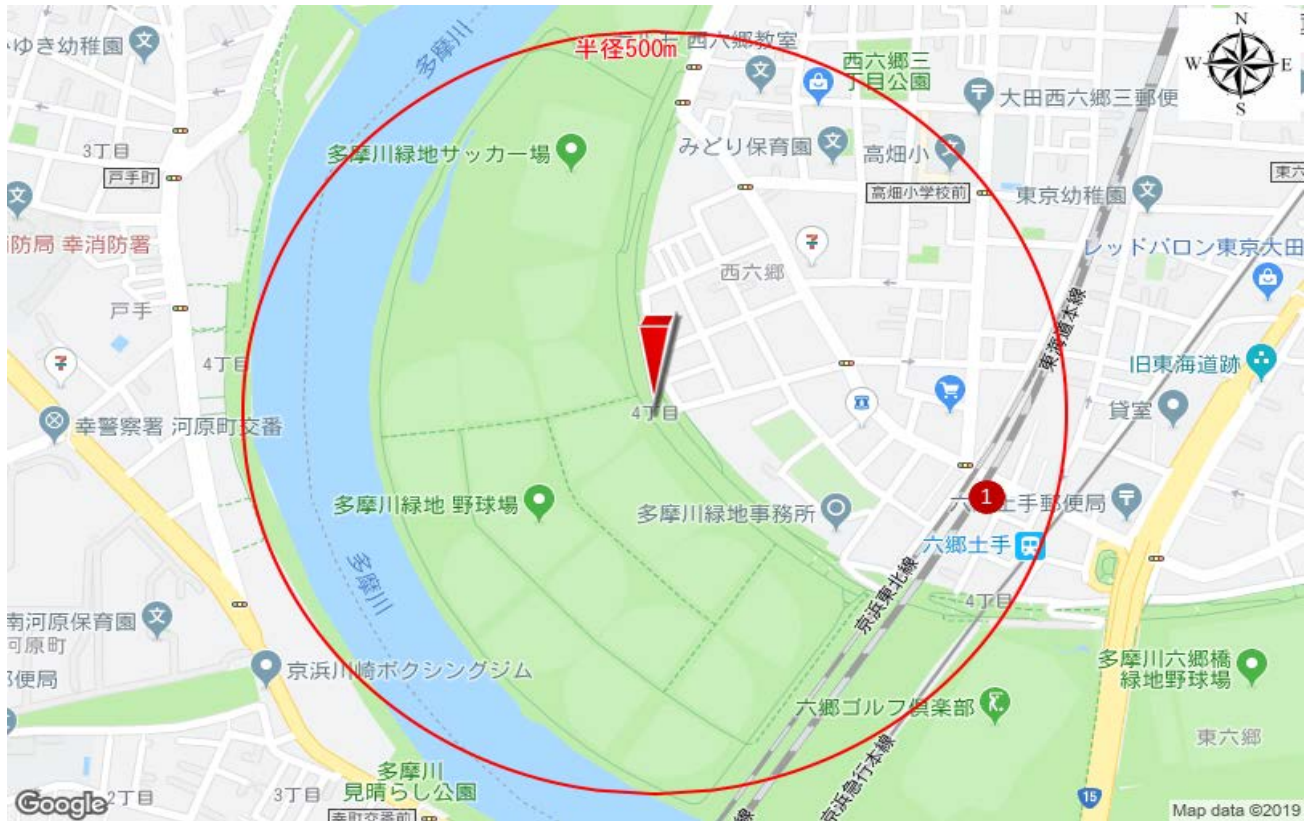 半径500m
西六郷教室
ゆき幼稚園
多摩川
西六郷三
丁目公園
N
W
E
S
大田西六郷三郵便
3丁目
戸手町
多摩川緑地サッカー場
みどり保育園
高畑小
高畑小学校前
東京幼稚園
東六
防局 幸消防署
西六郷
レッドバロン東京大田
戸手
東海道本線
4丁目
旧東海道跡
幸警察署 河原町交番
4丁目
貸室
多摩川緑地 野球場
多摩川緑地事務所
1
土手郵便局
六郷土手
多摩川
京浜東北線
4丁目
南河原保育園
河原町
便局
京浜川崎ボクシングジム
多摩川六郷橋
緑地野球場
六郷ゴルフ倶楽部
東六郷
京浜急行本線
多摩川
見晴らし公園
2丁目
3丁目
幸町交番前
線
15
Google
Map data ©2019